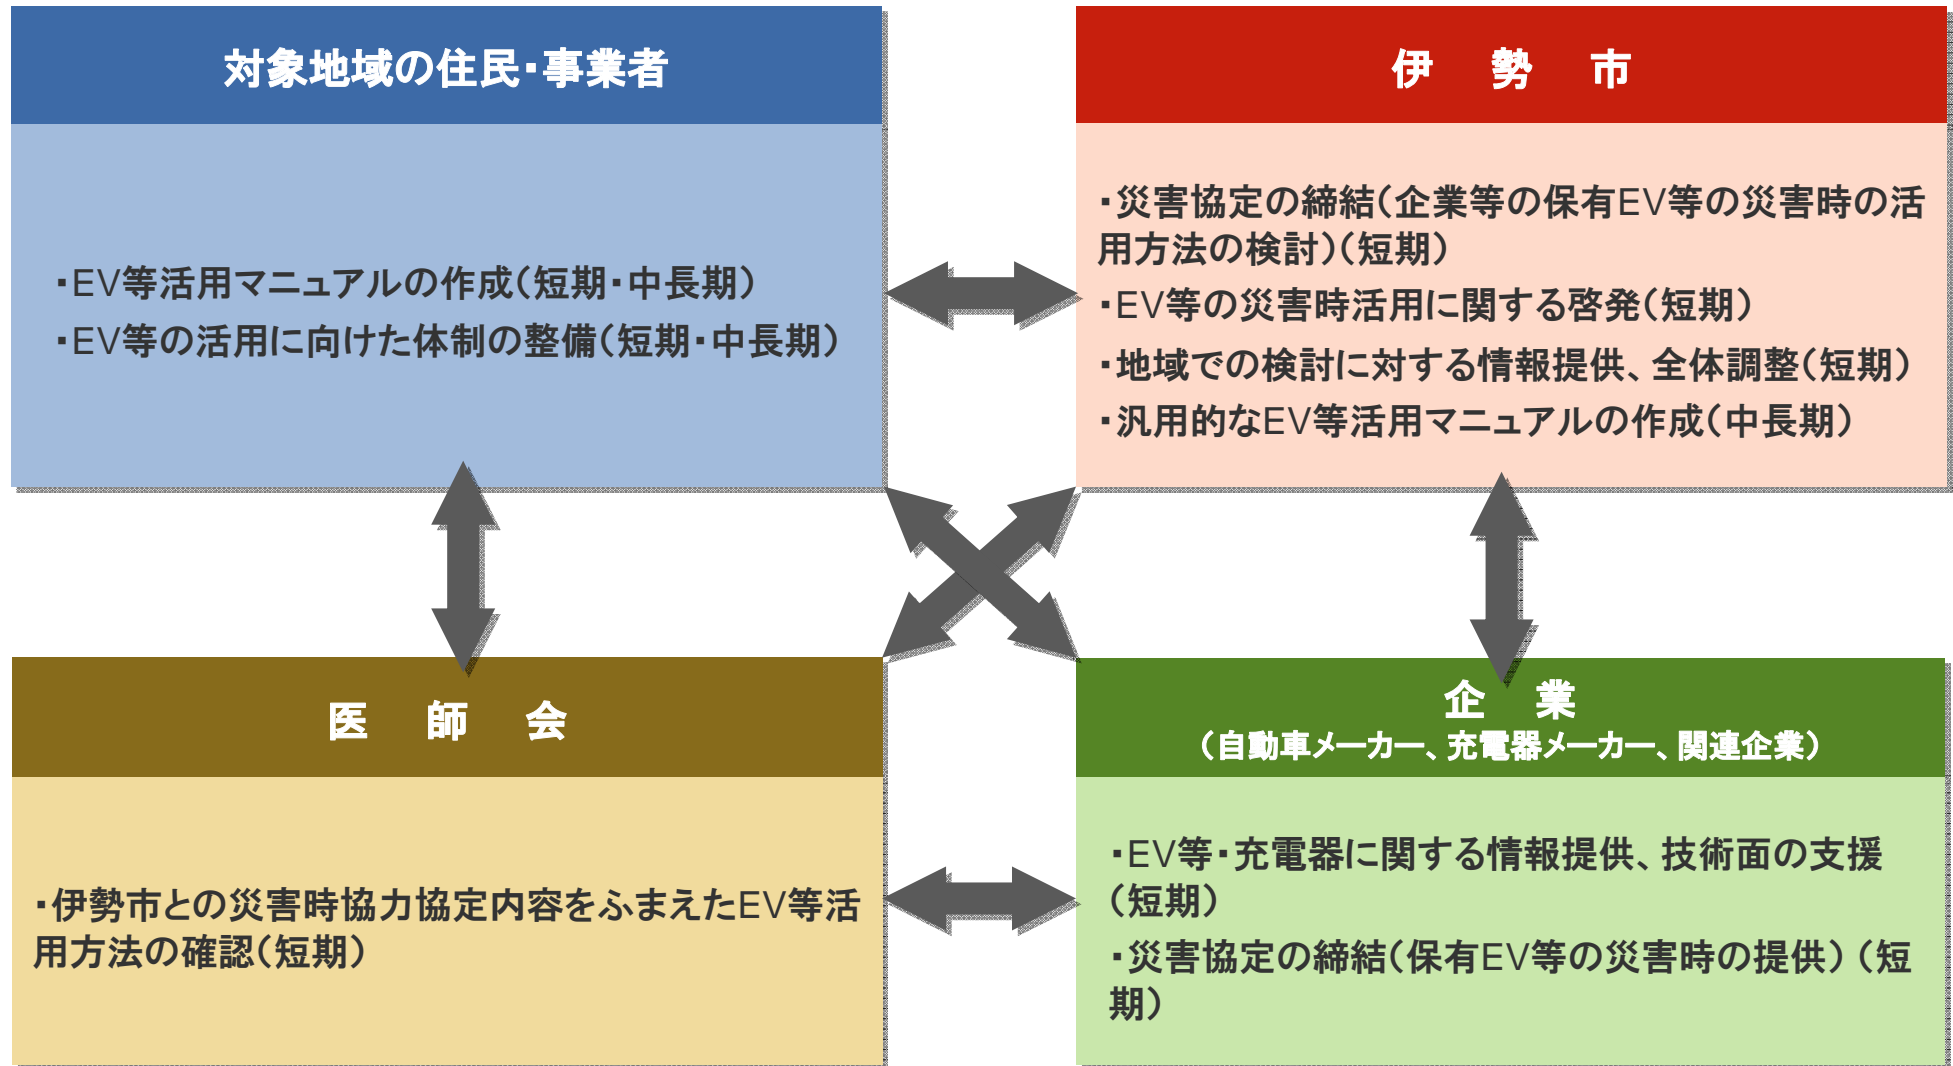 対象地域の住民・事業者
・EV等活用マニュアルの作成（短期・中長期）
・EV等の活用に向けた体制の整備（短期・中長期）
伊　勢　市
・災害協定の締結（企業等の保有EV等の災害時の活
用方法の検討）（短期）
・EV等の災害時活用に関する啓発（短期）
・地域での検討に対する情報提供、全体調整（短期）
・汎用的なEV等活用マニュアルの作成（中長期）
医　師　会
・伊勢市との災害時協力協定内容をふまえたEV等活
用方法の確認（短期）
企　業
（自動車メーカー、充電器メーカー、関連企業）
・EV等・充電器に関する情報提供、技術面の支援
（短期）
・災害協定の締結（保有EV等の災害時の提供）（短
期）